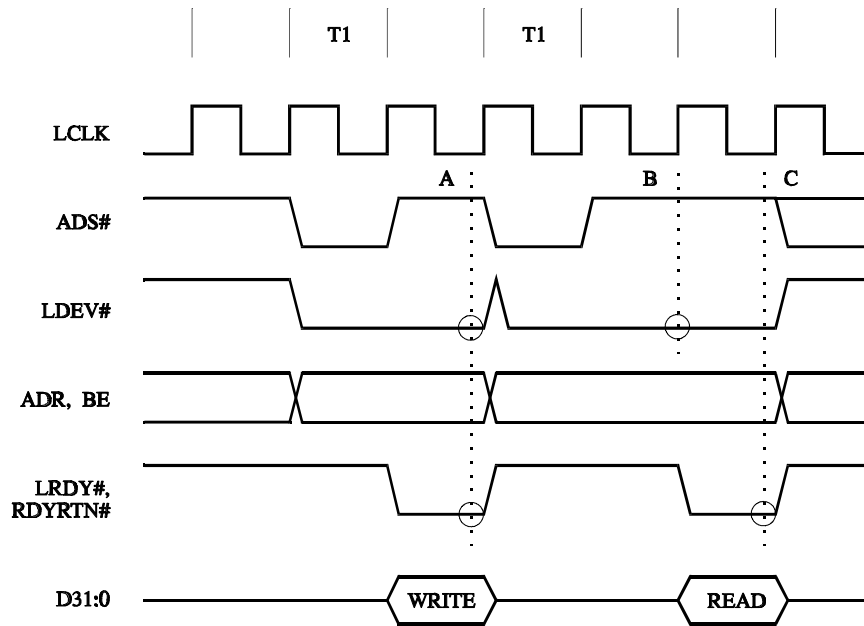 T1 T1
LCLK
A B C
ADS#
LDEV#
ADR, BE
LRDY#,
RDYRTN#
D31:0 WRITE READ